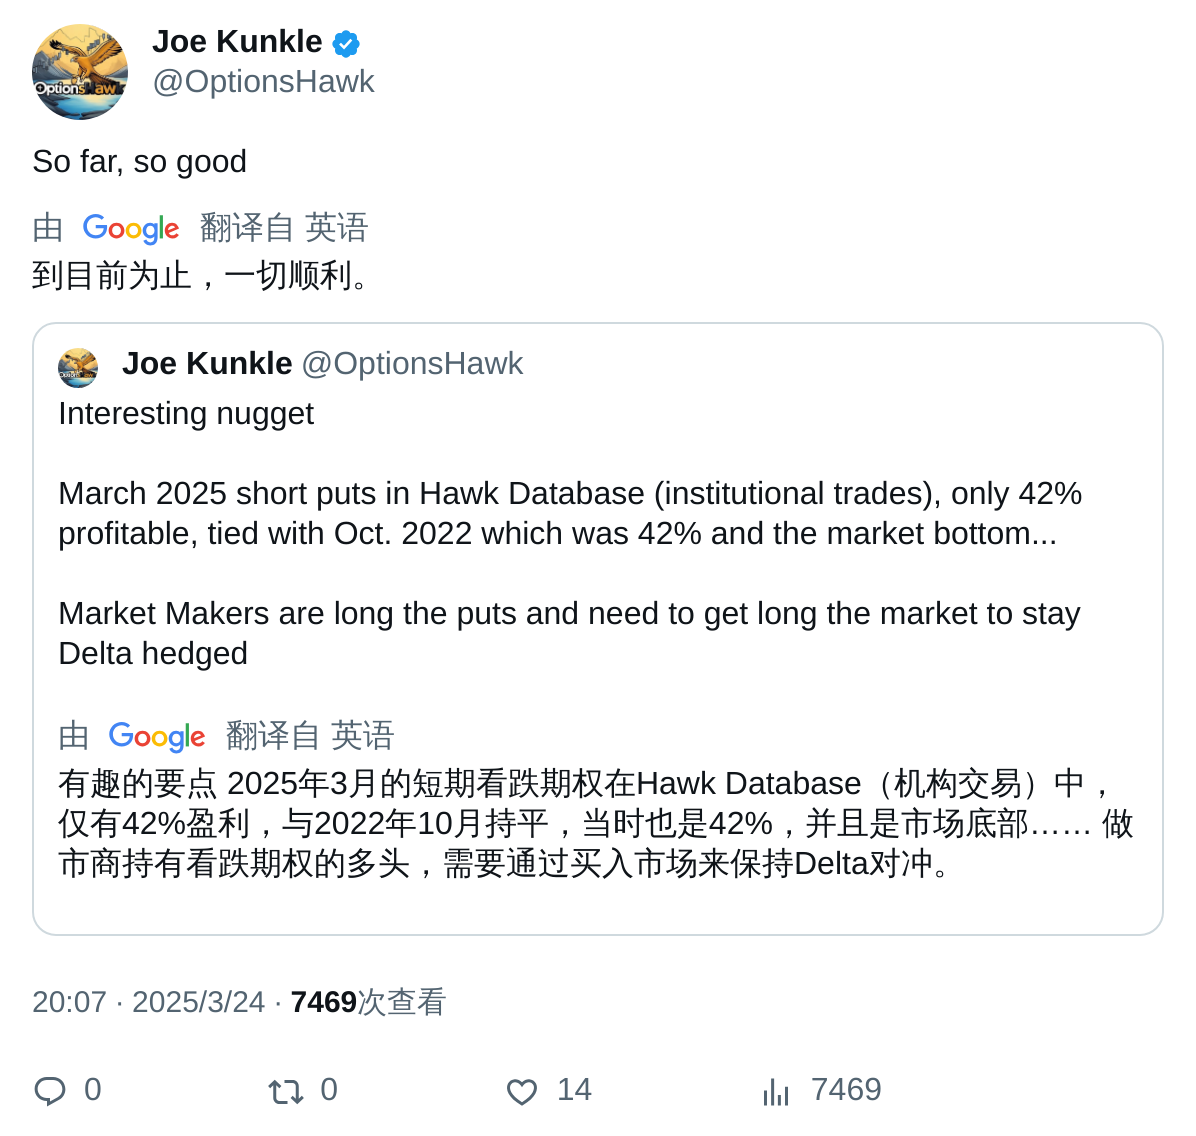 Joe Kunkle
@OptionsHawk
So far, so good
由 Google 翻译自 英语
到目前为止，一切顺利。
Joe Kunkle @OptionsHawk
Interesting nugget
March 2025 short puts in Hawk Database (institutional trades), only 42%
profitable, tied with Oct. 2022 which was 42% and the market bottom...
Market Makers are long the puts and need to get long the market to stay
Delta hedged
由 Google 翻译自 英语
有趣的要点 2025年3月的短期看跌期权在Hawk Database（机构交易）中，
仅有42%盈利，与2022年10月持平，当时也是42%，并且是市场底部…… 做
市商持有看跌期权的多头，需要通过买入市场来保持Delta对冲。
20:07 · 2025/3/24 · 7469次查看
0 0 14 7469